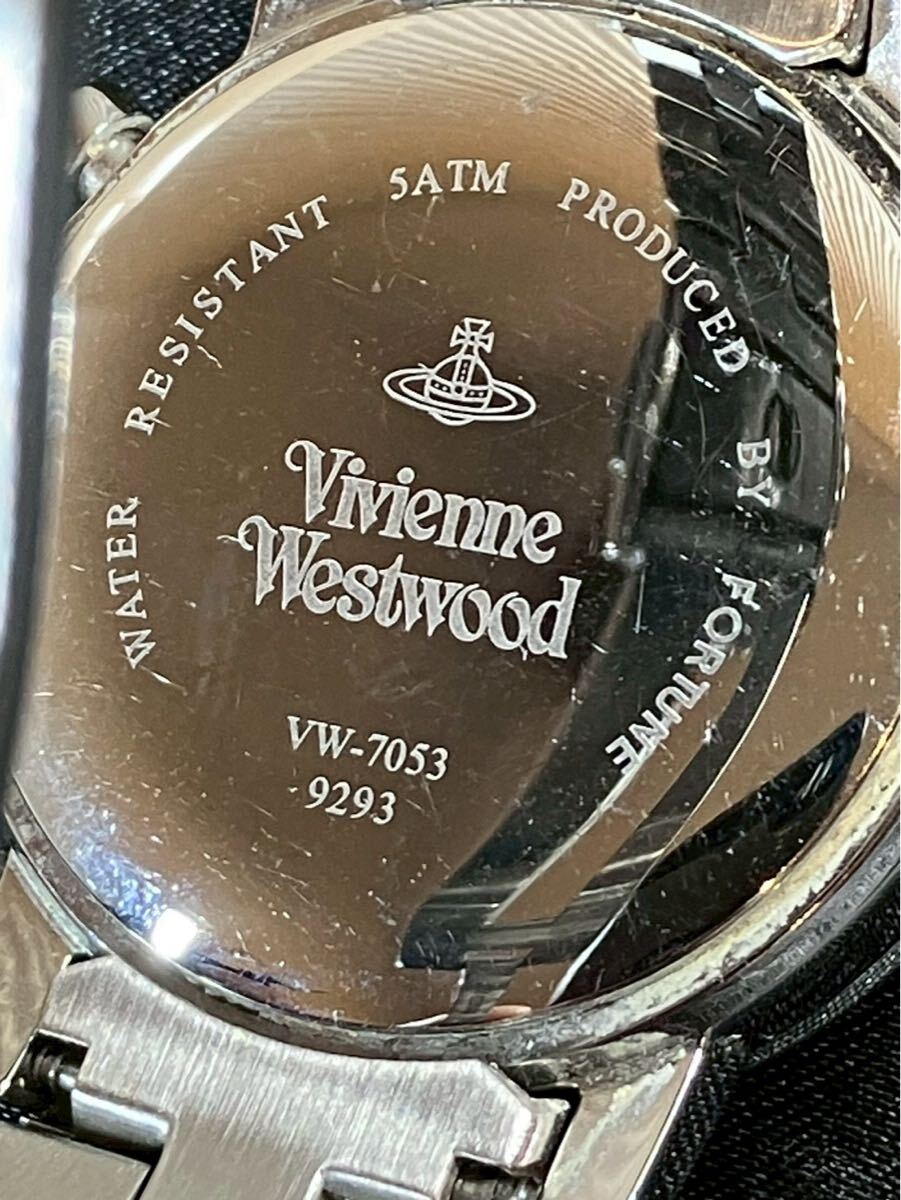 WATER RESISTANT 5ATM PRODUCED BY FORTUNE
Vivienne
Westwood
VW-7053
9293